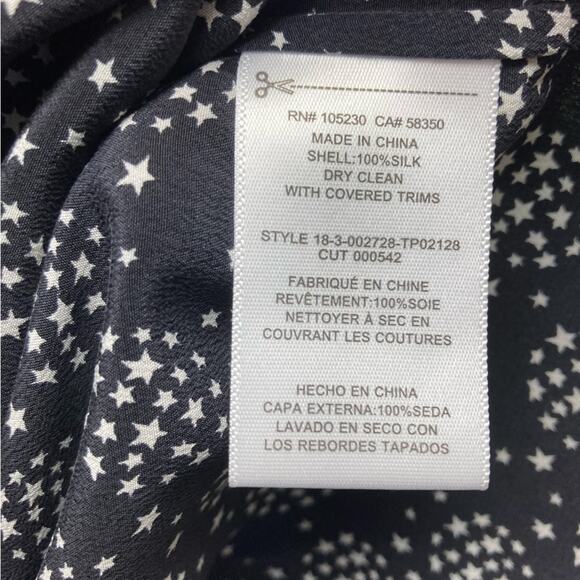 RN# 105230 CA# 58350
MADE IN CHINA
SHELL:100%SILK
DRY CLEAN
WITH COVERED TRIMS
STYLE 18-3-002728-TP02128
CUT 000542
FABRIQUÉ EN CHINE
REVÊTEMENT:100%SOIE
NETTOYER À SEC EN
COUVRANT LES COUTURES
HECHO EN CHINA
CAPA EXTERNA:100%SEDA
LAVADO EN SECO CON
LOS REBORDES TAPADOS